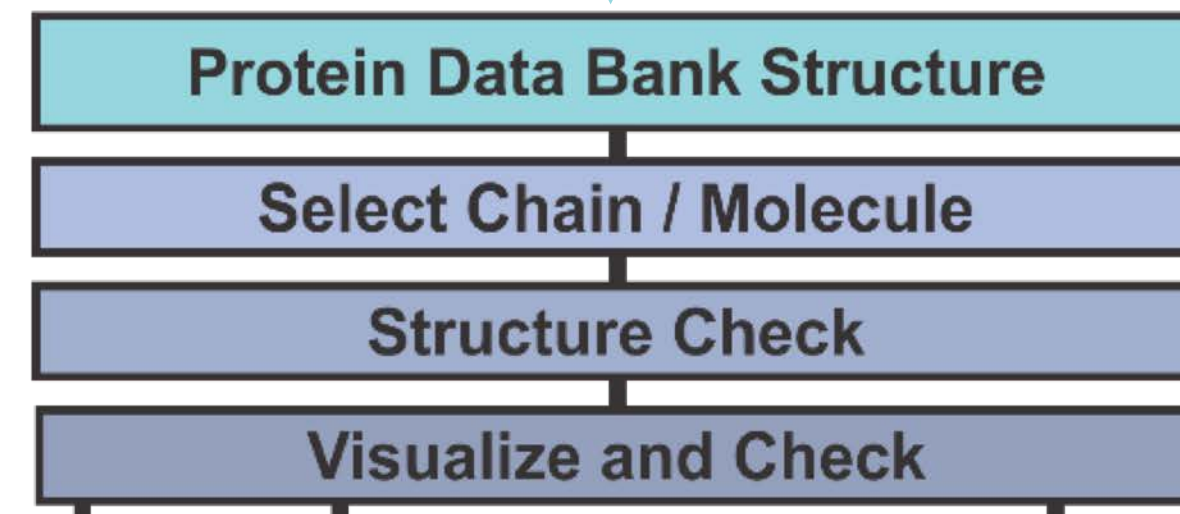 Protein Data Bank Structure
Select Chain / Molecule
Structure Check
Visualize and Check